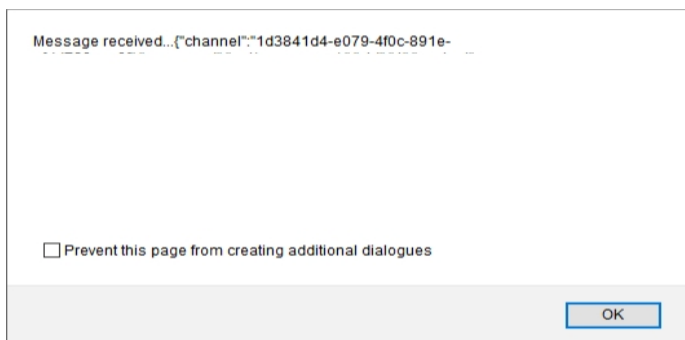 Message received...{"channel":"1d3841d4-e079-4f0c-891e-
Prevent this page from creating additional dialogues
OK